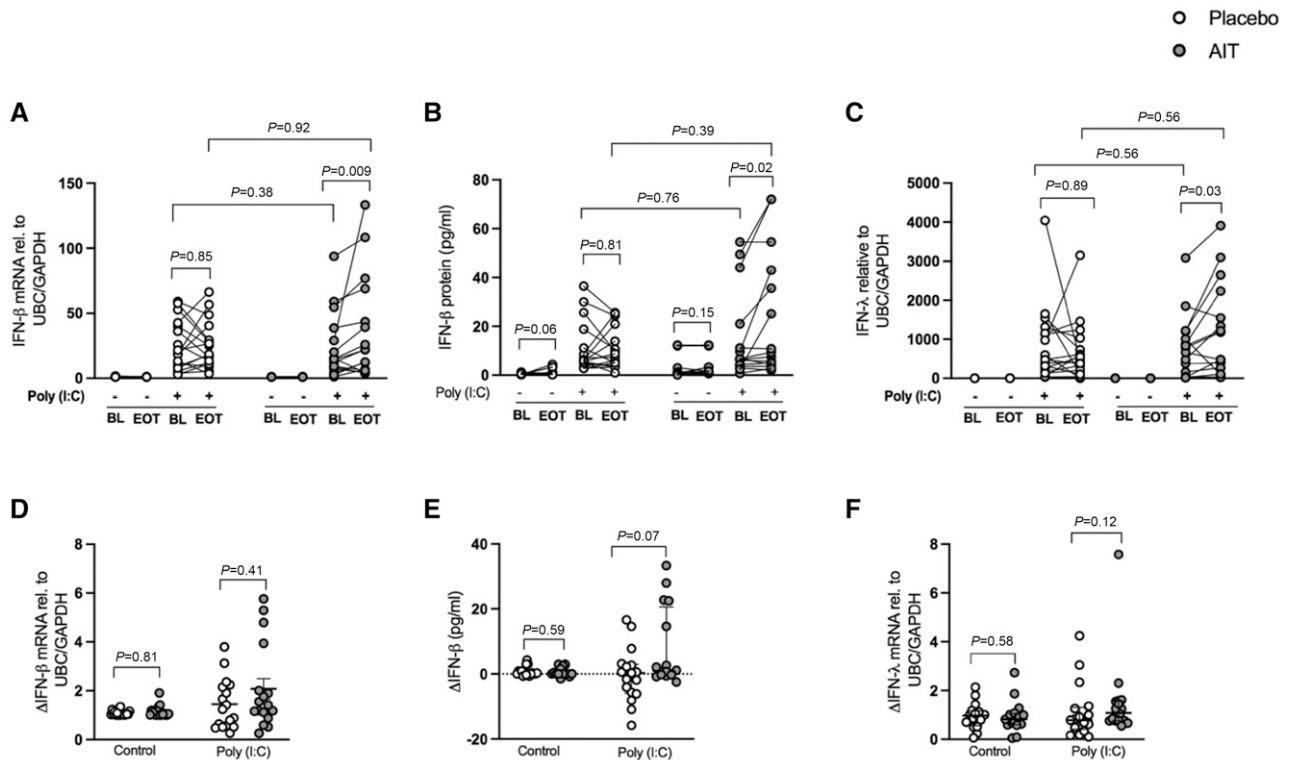 Placebo
AIT
A
P=0.92
P=0.009
P=0.38
P=0.85
150
100
50
0
IFN-β mRNA rel. to
UBC/GAPDH
Poly (I:C) - - + + - - + +
BL EOT BL EOT BL EOT BL EOT
B
P=0.39
P=0.02
P=0.76
P=0.81
P=0.15
P=0.06
80
60
40
20
0
IFN-β protein (pg/ml)
Poly (I:C) - - + + - - + +
BL EOT BL EOT BL EOT BL EOT
C
P=0.56
P=0.56
P=0.89
P=0.03
5000
4000
3000
2000
1000
0
IFN-λ relative to
UBC/GAPDH
Poly (I:C) - - + + - - + +
BL EOT BL EOT BL EOT BL EOT
D
P=0.41
P=0.81
8
6
4
2
0
ΔIFN-β mRNA rel. to
UBC/GAPDH
Control Poly (I:C)
E
P=0.07
P=0.59
40
20
0
-20
ΔIFN-β (pg/ml)
Control Poly (I:C)
F
P=0.12
P=0.58
8
6
4
2
0
ΔIFN-λ mRNA rel. to
UBC/GAPDH
Control Poly (I:C)